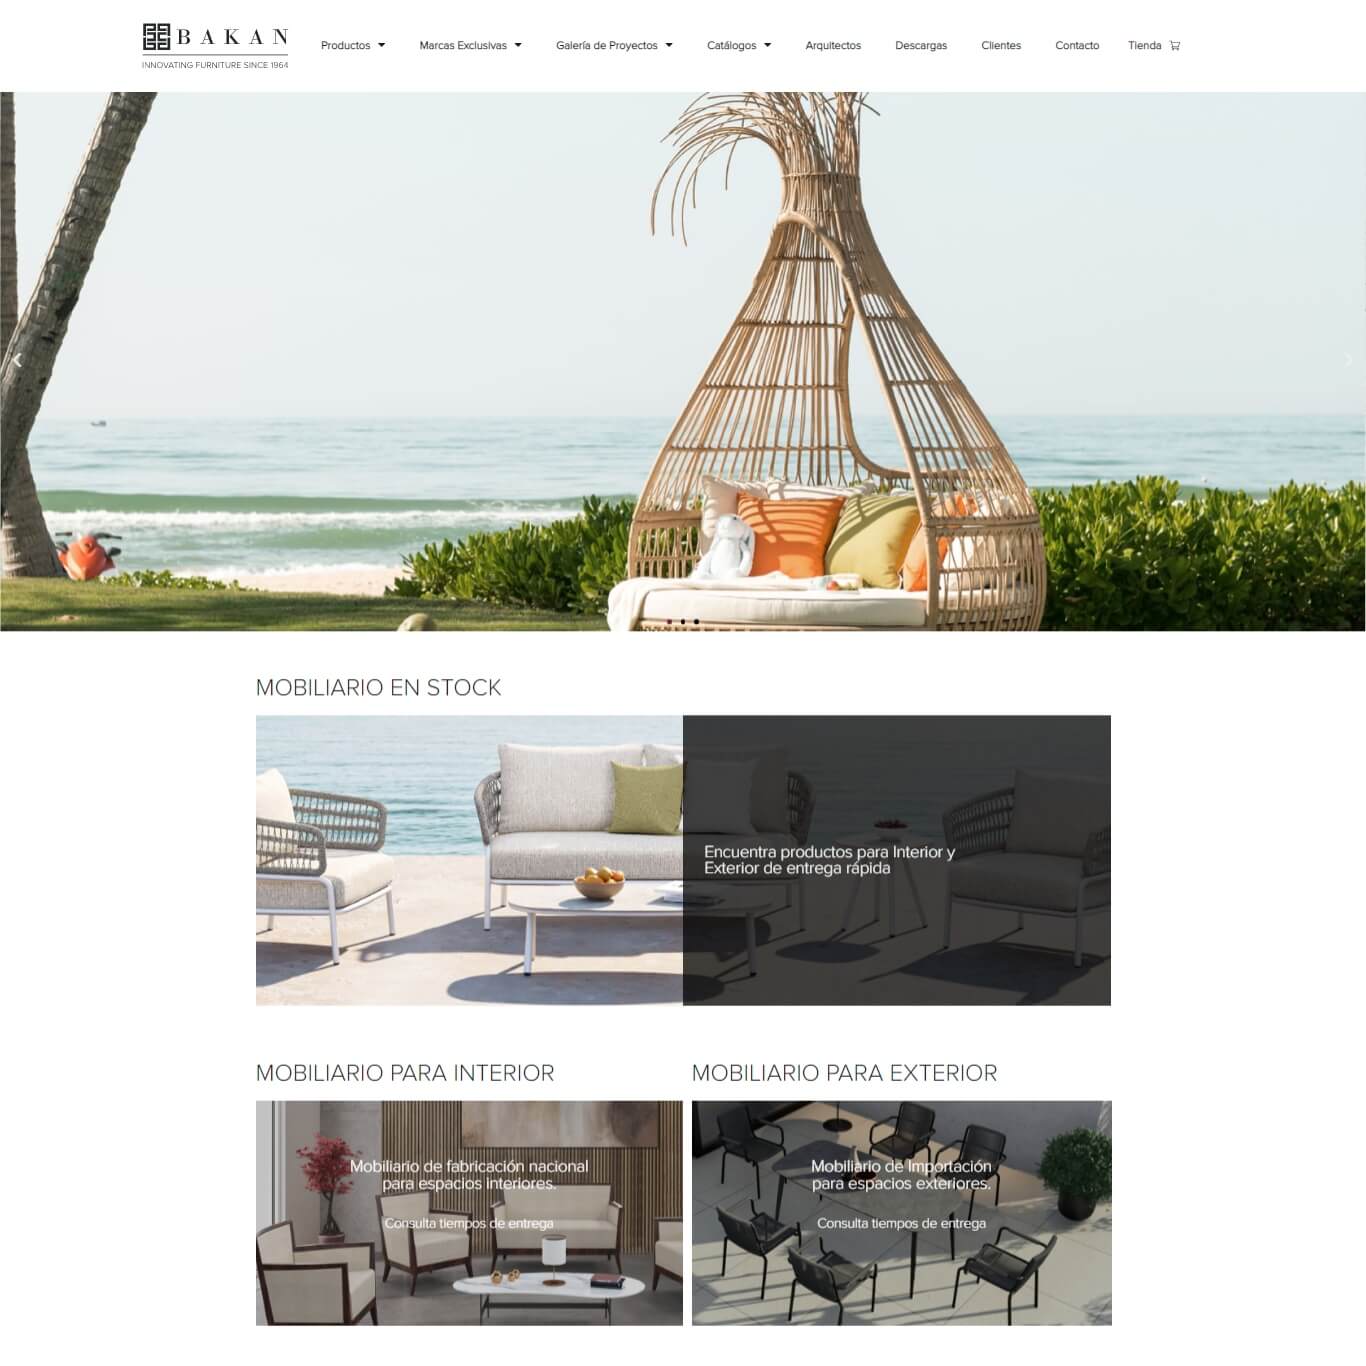 BAKAN
INNOVATING FURNITURE SINCE 1964
Productos
Marcas Exclusivas
Galería de Proyectos
Catálogos
Arquitectos
Descargas
Clientes
Contacto
Tienda
MOBILIARIO EN STOCK
Encuentra productos para Interior y
Exterior de entrega rápida
MOBILIARIO PARA INTERIOR
Mobiliario de fabricación nacional
para espacios interiores.
Consulta tiempos de entrega
MOBILIARIO PARA EXTERIOR
Mobiliario de Importación
para espacios exteriores.
Consulta tiempos de entrega